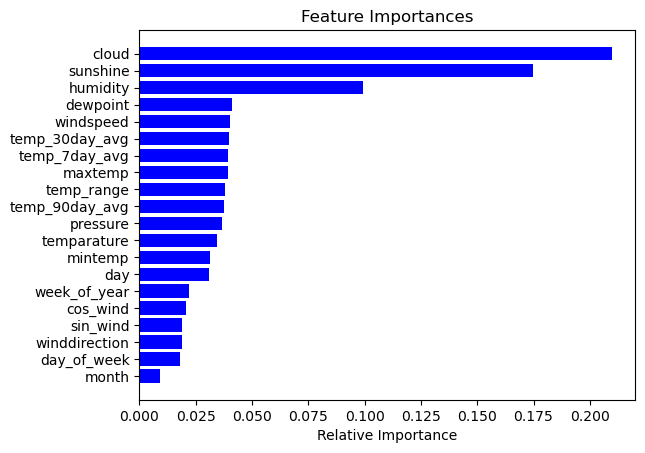 Feature Importances
cloud
sunshine
humidity
dewpoint
windspeed
temp_30day_avg
temp_7day_avg
maxtemp
temp_range
temp_90day_avg
pressure
temparature
mintemp
day
week_of_year
cos_wind
sin_wind
winddirection
day_of_week
month
0.000 0.025 0.050 0.075 0.100 0.125 0.150 0.175 0.200
Relative Importance